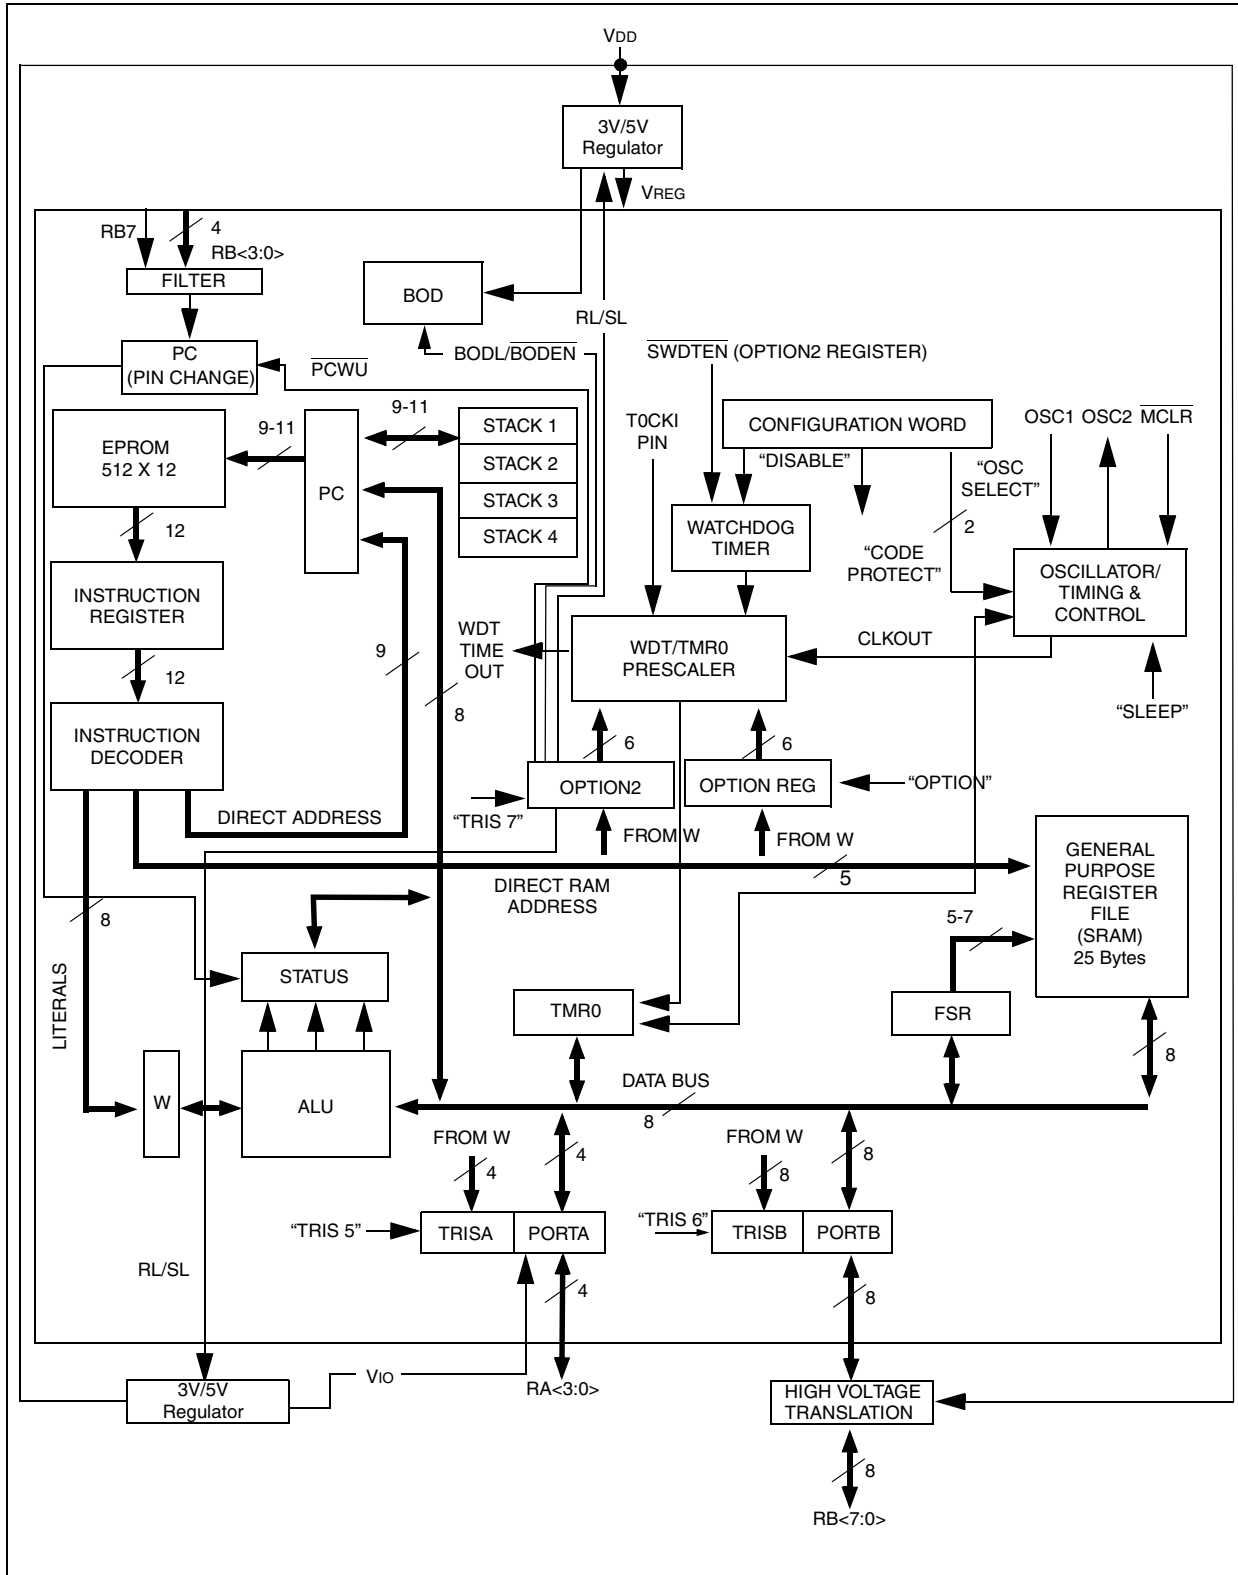 VDD
3V/5V
Regulator
VREG
RB7
4
RB<3:0>
FILTER
BOD
RL/SL
PC
(PIN CHANGE)
PCWU
BODL/BODEN
SWDTEN (OPTION2 REGISTER)
EPROM
512 X 12
9-11
PC
9-11
STACK 1
STACK 2
STACK 3
STACK 4
T0CKI
PIN
CONFIGURATION WORD
"DISABLE"
OSC1 OSC2 MCLR
"OSC
SELECT"
2
WATCHDOG
TIMER
"CODE
PROTECT"
12
INSTRUCTION
REGISTER
OSCILLATOR/
TIMING &
CONTROL
WDT
TIME
OUT
WDT/TMR0
PRESCALER
CLKOUT
9
8
12
"SLEEP"
INSTRUCTION
DECODER
6
6
OPTION2
OPTION REG
"OPTION"
"TRIS 7"
DIRECT ADDRESS
FROM W
FROM W
5
DIRECT RAM
ADDRESS
GENERAL
PURPOSE
REGISTER
FILE
(SRAM)
25 Bytes
8
5-7
LITERALS
STATUS
TMR0
FSR
8
W
ALU
DATA BUS
8
FROM W
4
4
FROM W
8
8
"TRIS 5"
TRISA
PORTA
"TRIS 6"
TRISB
PORTB
RL/SL
4
8
3V/5V
Regulator
VIO
RA<3:0>
HIGH VOLTAGE
TRANSLATION
8
RB<7:0>